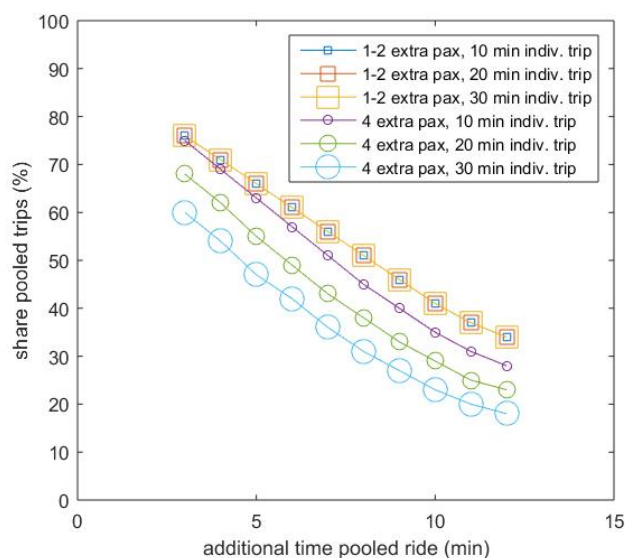 100
90
80
70
60
50
40
30
20
10
0
share pooled trips (%)
1-2 extra pax, 10 min indiv. trip
1-2 extra pax, 20 min indiv. trip
1-2 extra pax, 30 min indiv. trip
4 extra pax, 10 min indiv. trip
4 extra pax, 20 min indiv. trip
4 extra pax, 30 min indiv. trip
0 5 10 15
additional time pooled ride (min)